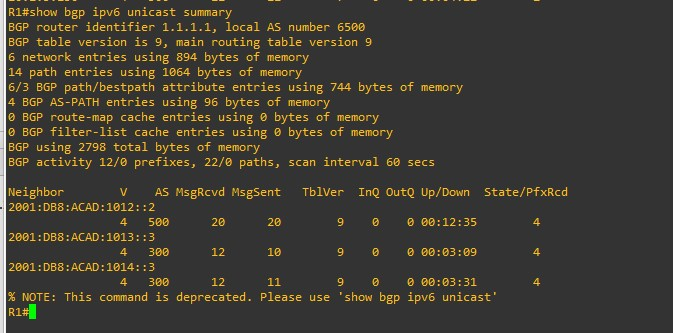 R1#show bgp ipv6 unicast summary
BGP router identifier 1.1.1.1, local AS number 6500
BGP table version is 9, main routing table version 9
6 network entries using 894 bytes of memory
14 path entries using 1064 bytes of memory
6/3 BGP path/bestpath attribute entries using 744 bytes of memory
4 BGP AS-PATH entries using 96 bytes of memory
0 BGP route-map cache entries using 0 bytes of memory
0 BGP filter-list cache entries using 0 bytes of memory
BGP using 2798 total bytes of memory
BGP activity 12/0 prefixes, 22/0 paths, scan interval 60 secs
Neighbor V AS MsgRcvd MsgSent TblVer InQ OutQ Up/Down State/PfxRcd
2001:DB8:ACAD:1012::2
4 500 20 20 9 0 0 00:12:35 4
2001:DB8:ACAD:1013::3
4 300 12 10 9 0 0 00:03:09 4
2001:DB8:ACAD:1014::3
4 300 12 11 9 0 0 00:03:31 4
% NOTE: This command is deprecated. Please use 'show bgp ipv6 unicast'
R1#